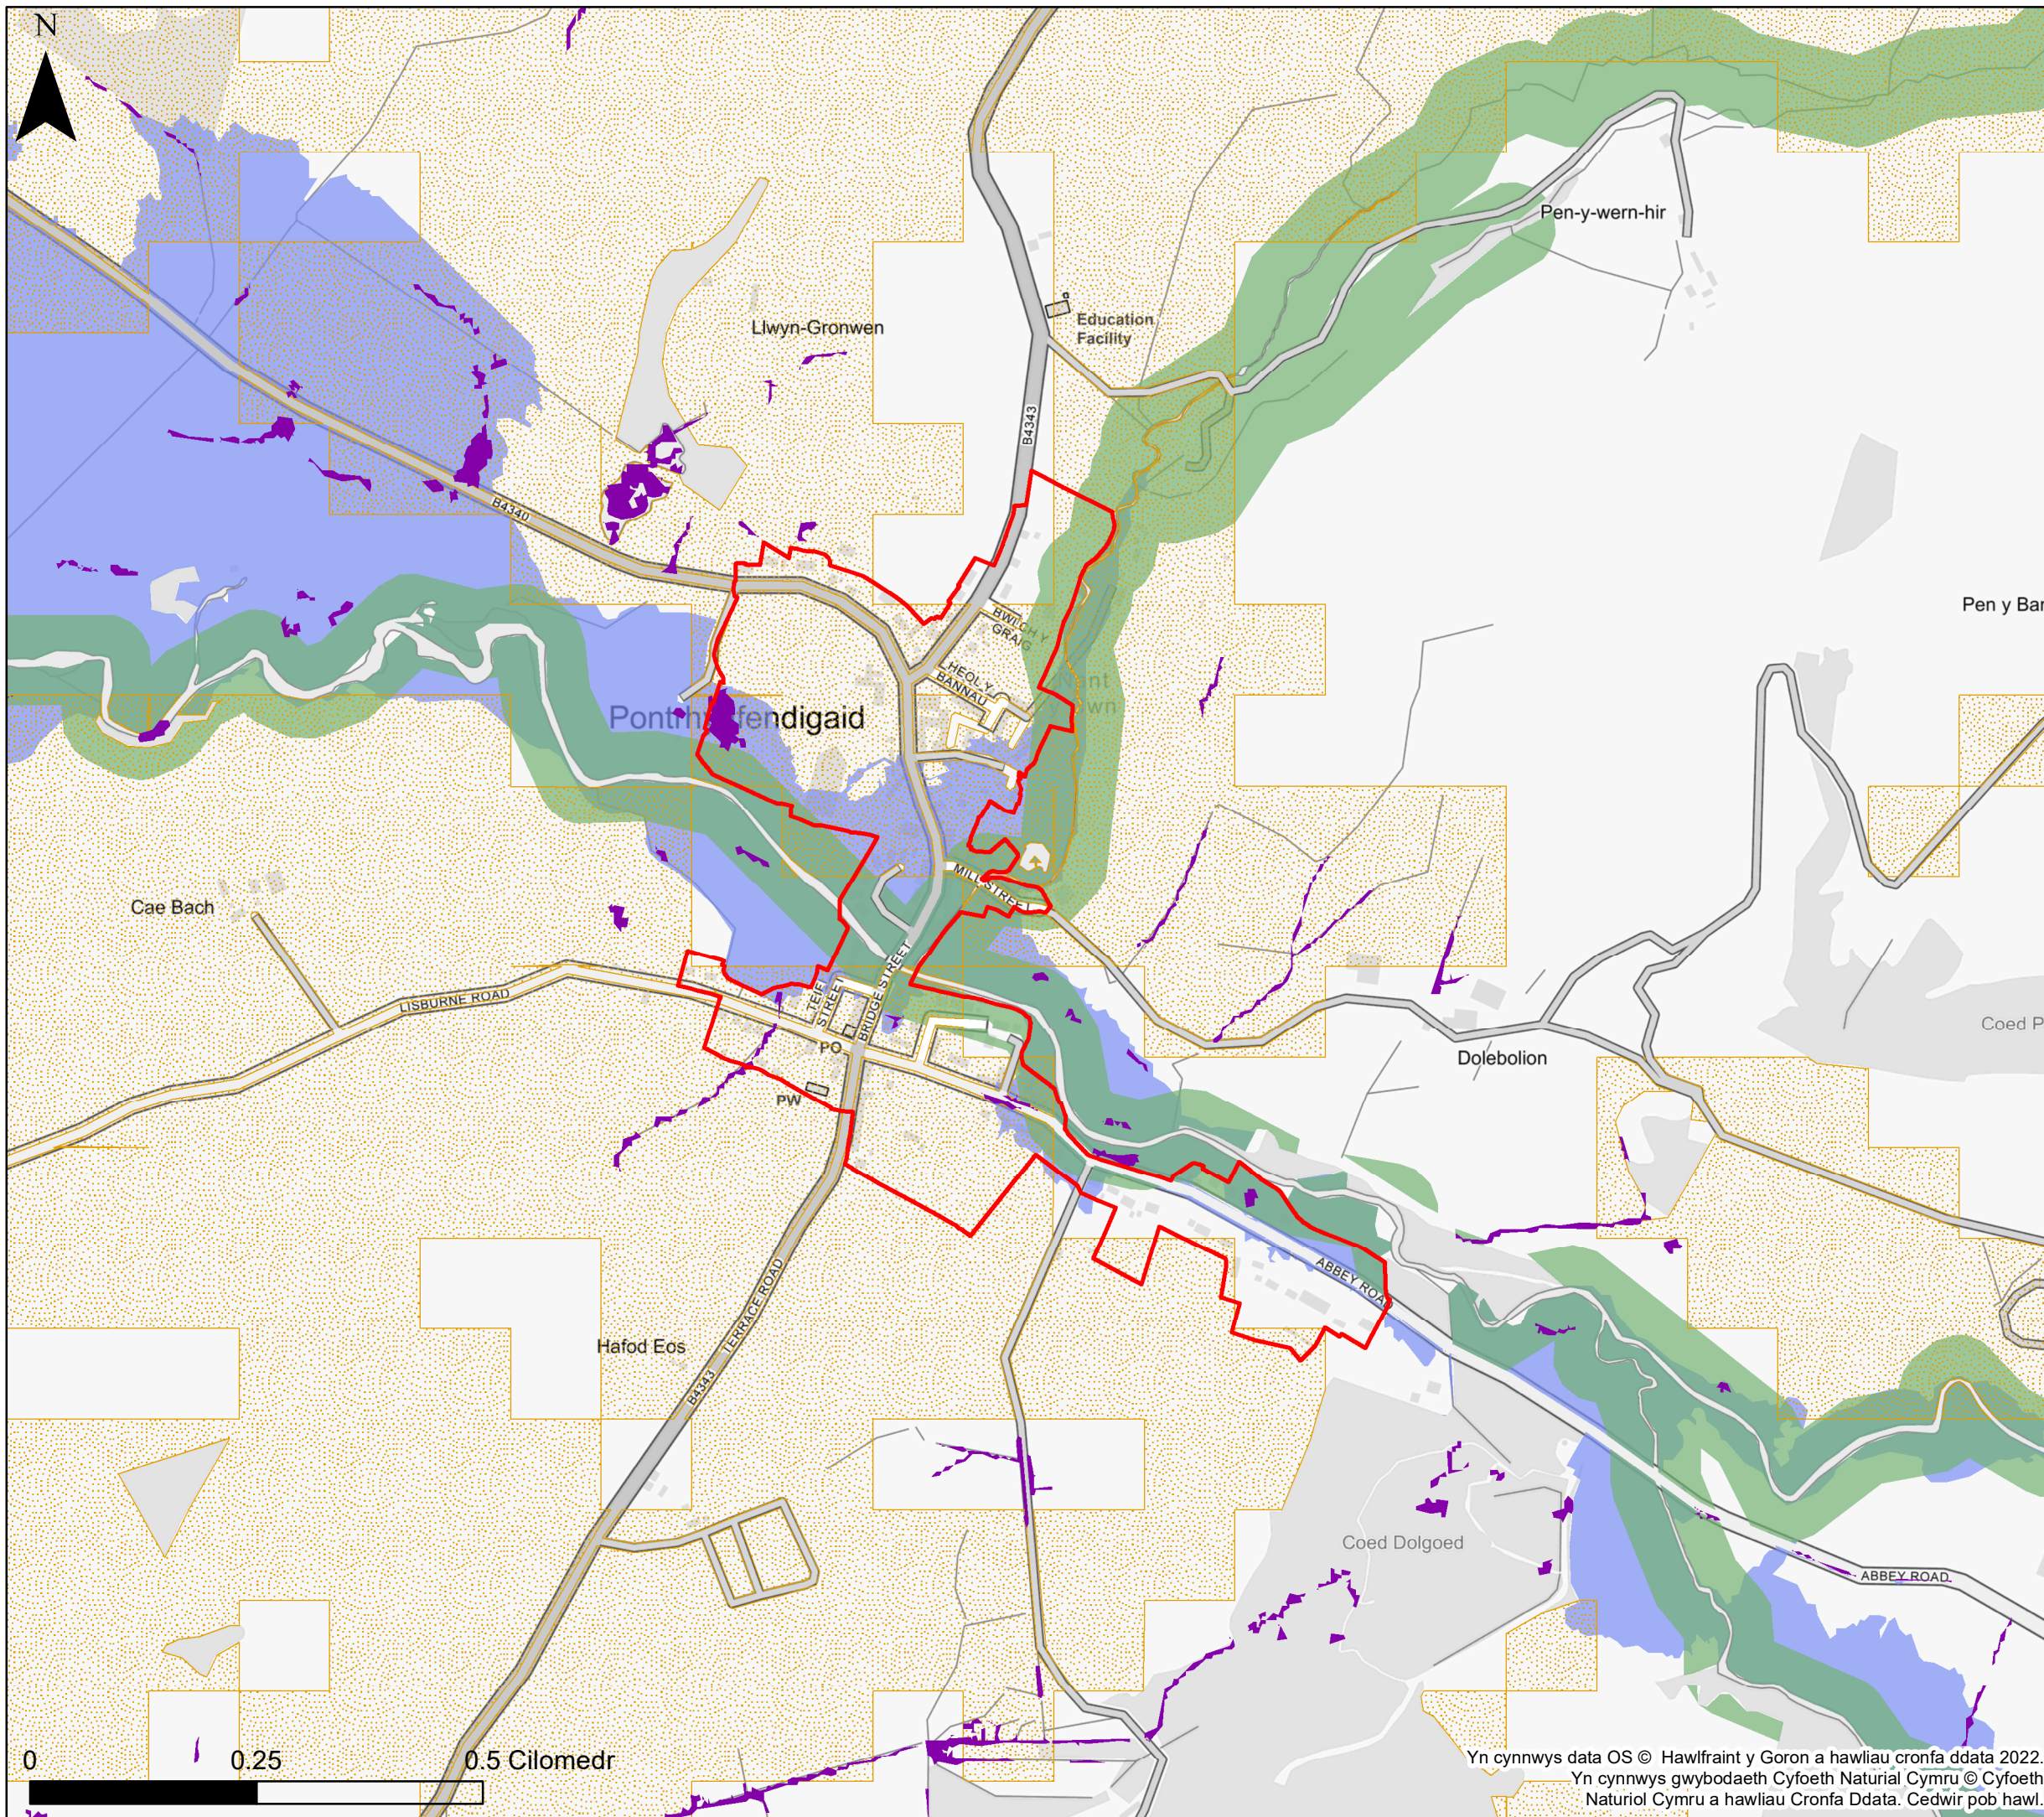 N
Pen-y-wern-hir
Llwyn-Gronwen
Education
Facility
B4343
B4340
Pen y Bar
BWLCH Y
GRAIG
HEOL Y
BANNAU
Nant
Pontrhydfendigaid
MILL STREET
Cae Bach
LISBURNE ROAD
TEIFI
STREET
BRIDGE STREET
PO
PW
Coed P
Dolebolion
ABBEY ROAD
TERRACE ROAD
B4343
Hafod Eos
Coed Dolgoed
ABBEY ROAD
0 0.25 0.5 Cilomedr
Yn cynnwys data OS © Hawlfraint y Goron a hawliau cronfa ddata 2022.
Yn cynnwys gwybodaeth Cyfoeth Naturial Cymru © Cyfoeth
Naturiol Cymru a hawliau Cronfa Ddata. Cedwir pob hawl.